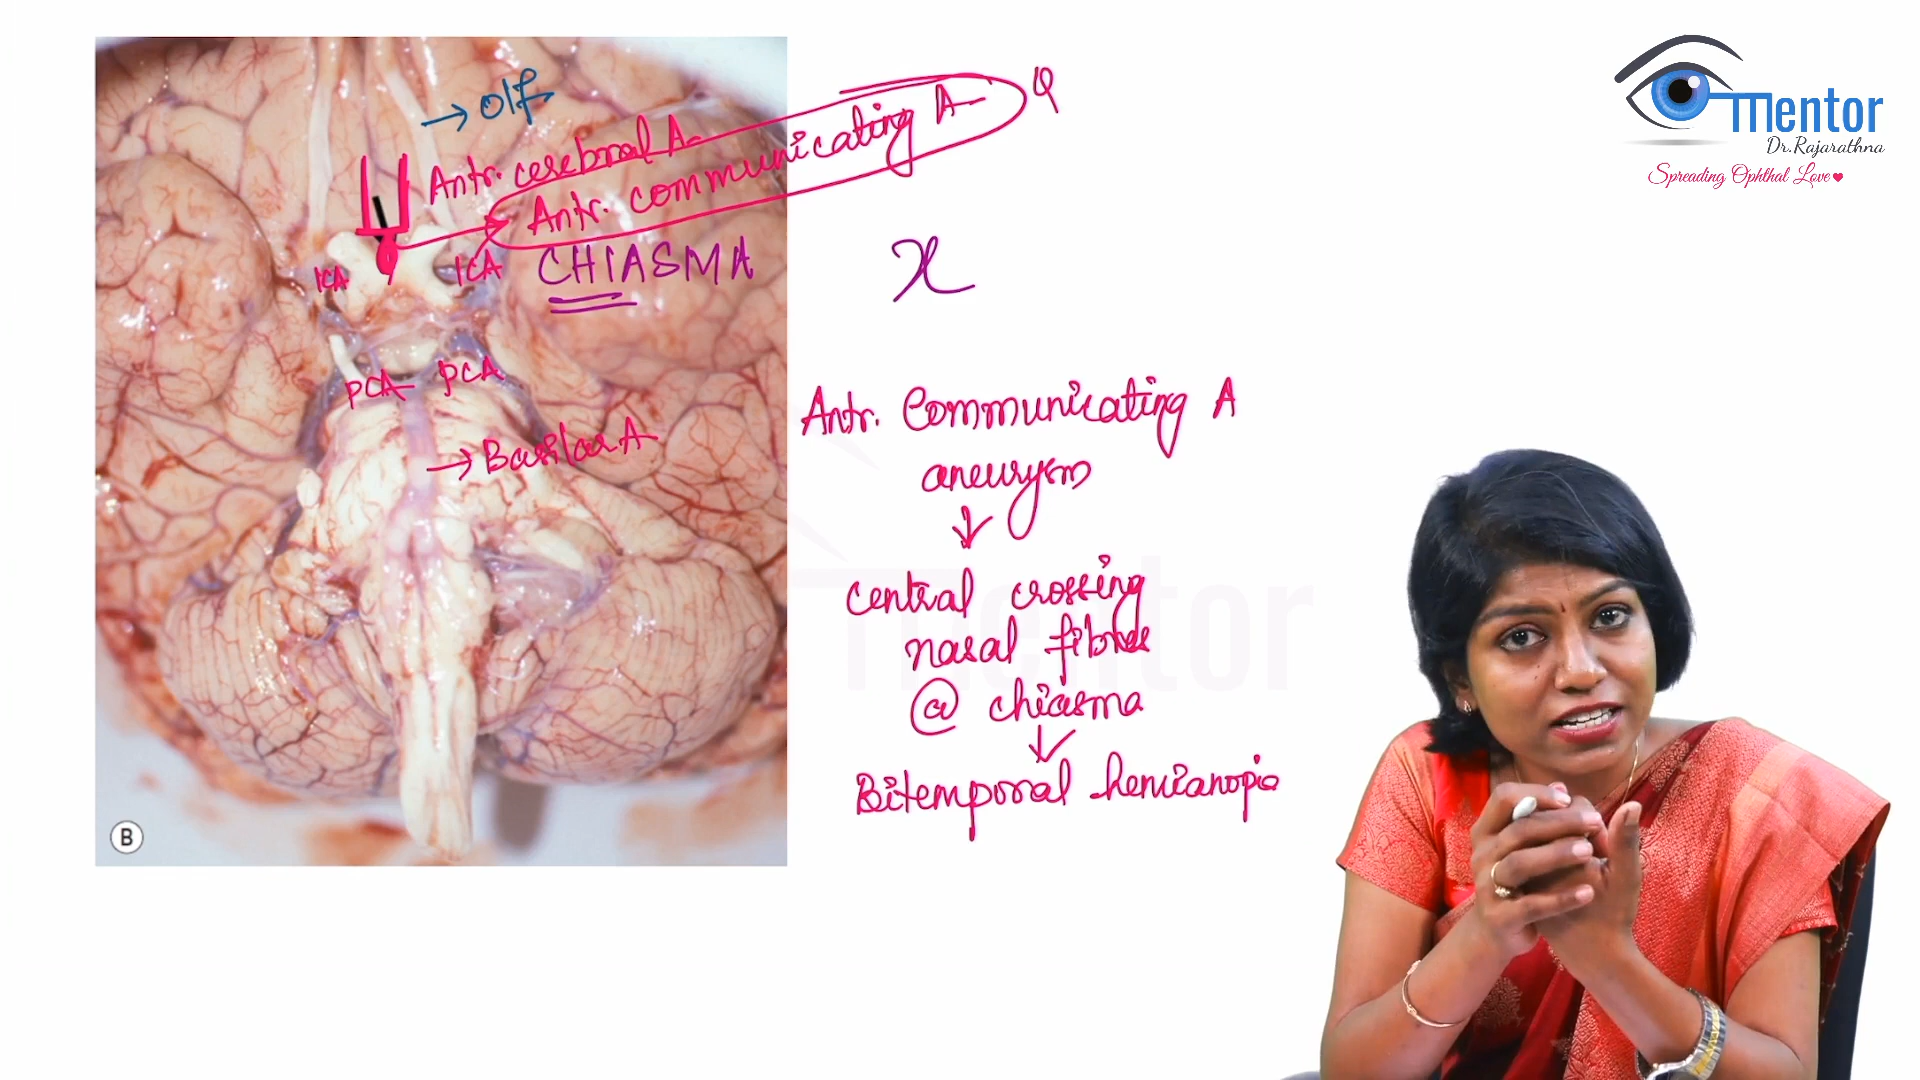 → Olf
Antr. cerebral A-
Antr. communicating A-
Q
ICA
ICA
CHIASMA
X
PCA
PCA
→ Basilar A
Antr. Communicating A
aneurysm
↓
central crossing
nasal fibres
@ chiasma
↓
Bitemporal hemianopia
B
mentor
mentor
Dr.Rajarathna
Spreading Ophthal Love